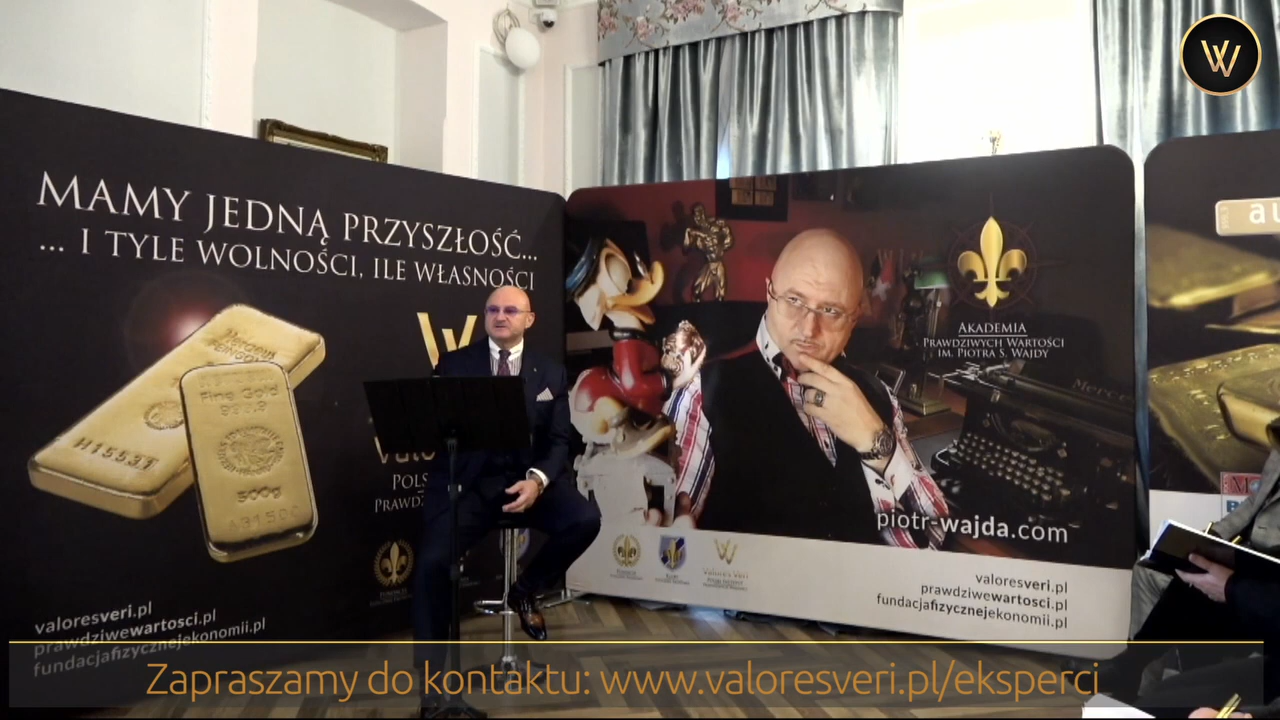 MAMY JEDNĄ PRZYSZŁOŚĆ...
... I TYLE WOLNOŚCI, ILE WŁASNOŚCI
Fine Gold
999.9
H15531
500g
valoresveri.pl
prawdziwewartosci.pl
fundacjafizycznejekonomii.pl
AKADEMIA
PRAWDZIWYCH WARTOŚCI
IM. PIOTRA S. WAJDY
piotr-wajda.com
valoresveri.pl
prawdziwewartosci.pl
fundacjafizycznejekonomii.pl
Zapraszamy do kontaktu: www.valoresveri.pl/eksperci